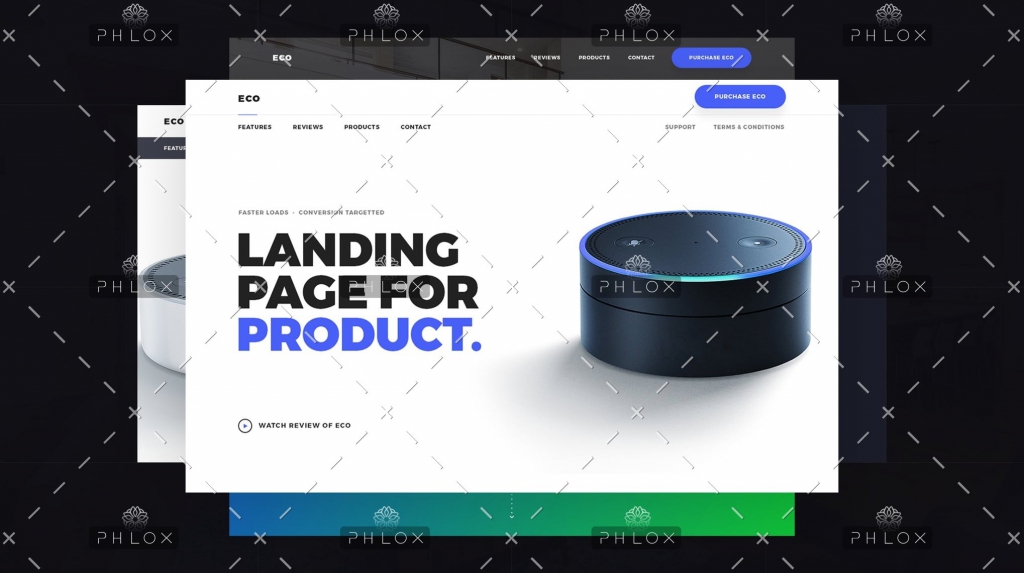 PHLOX PHLOX PHLOX PHLOX
ECO FEATURES REVIEWS PRODUCTS CONTACT PURCHASE ECO
ECO PURCHASE ECO
ECO
FEATURES REVIEWS PRODUCTS CONTACT SUPPORT TERMS & CONDITIONS
FEATUR
FASTER LOADS - CONVERSION TARGETTED
LANDING
PAGE FOR
PRODUCT.
PHLOX PHLOX PHLOX PHLOX
WATCH REVIEW OF ECO
PHLOX PHLOX PHLOX PHLOX